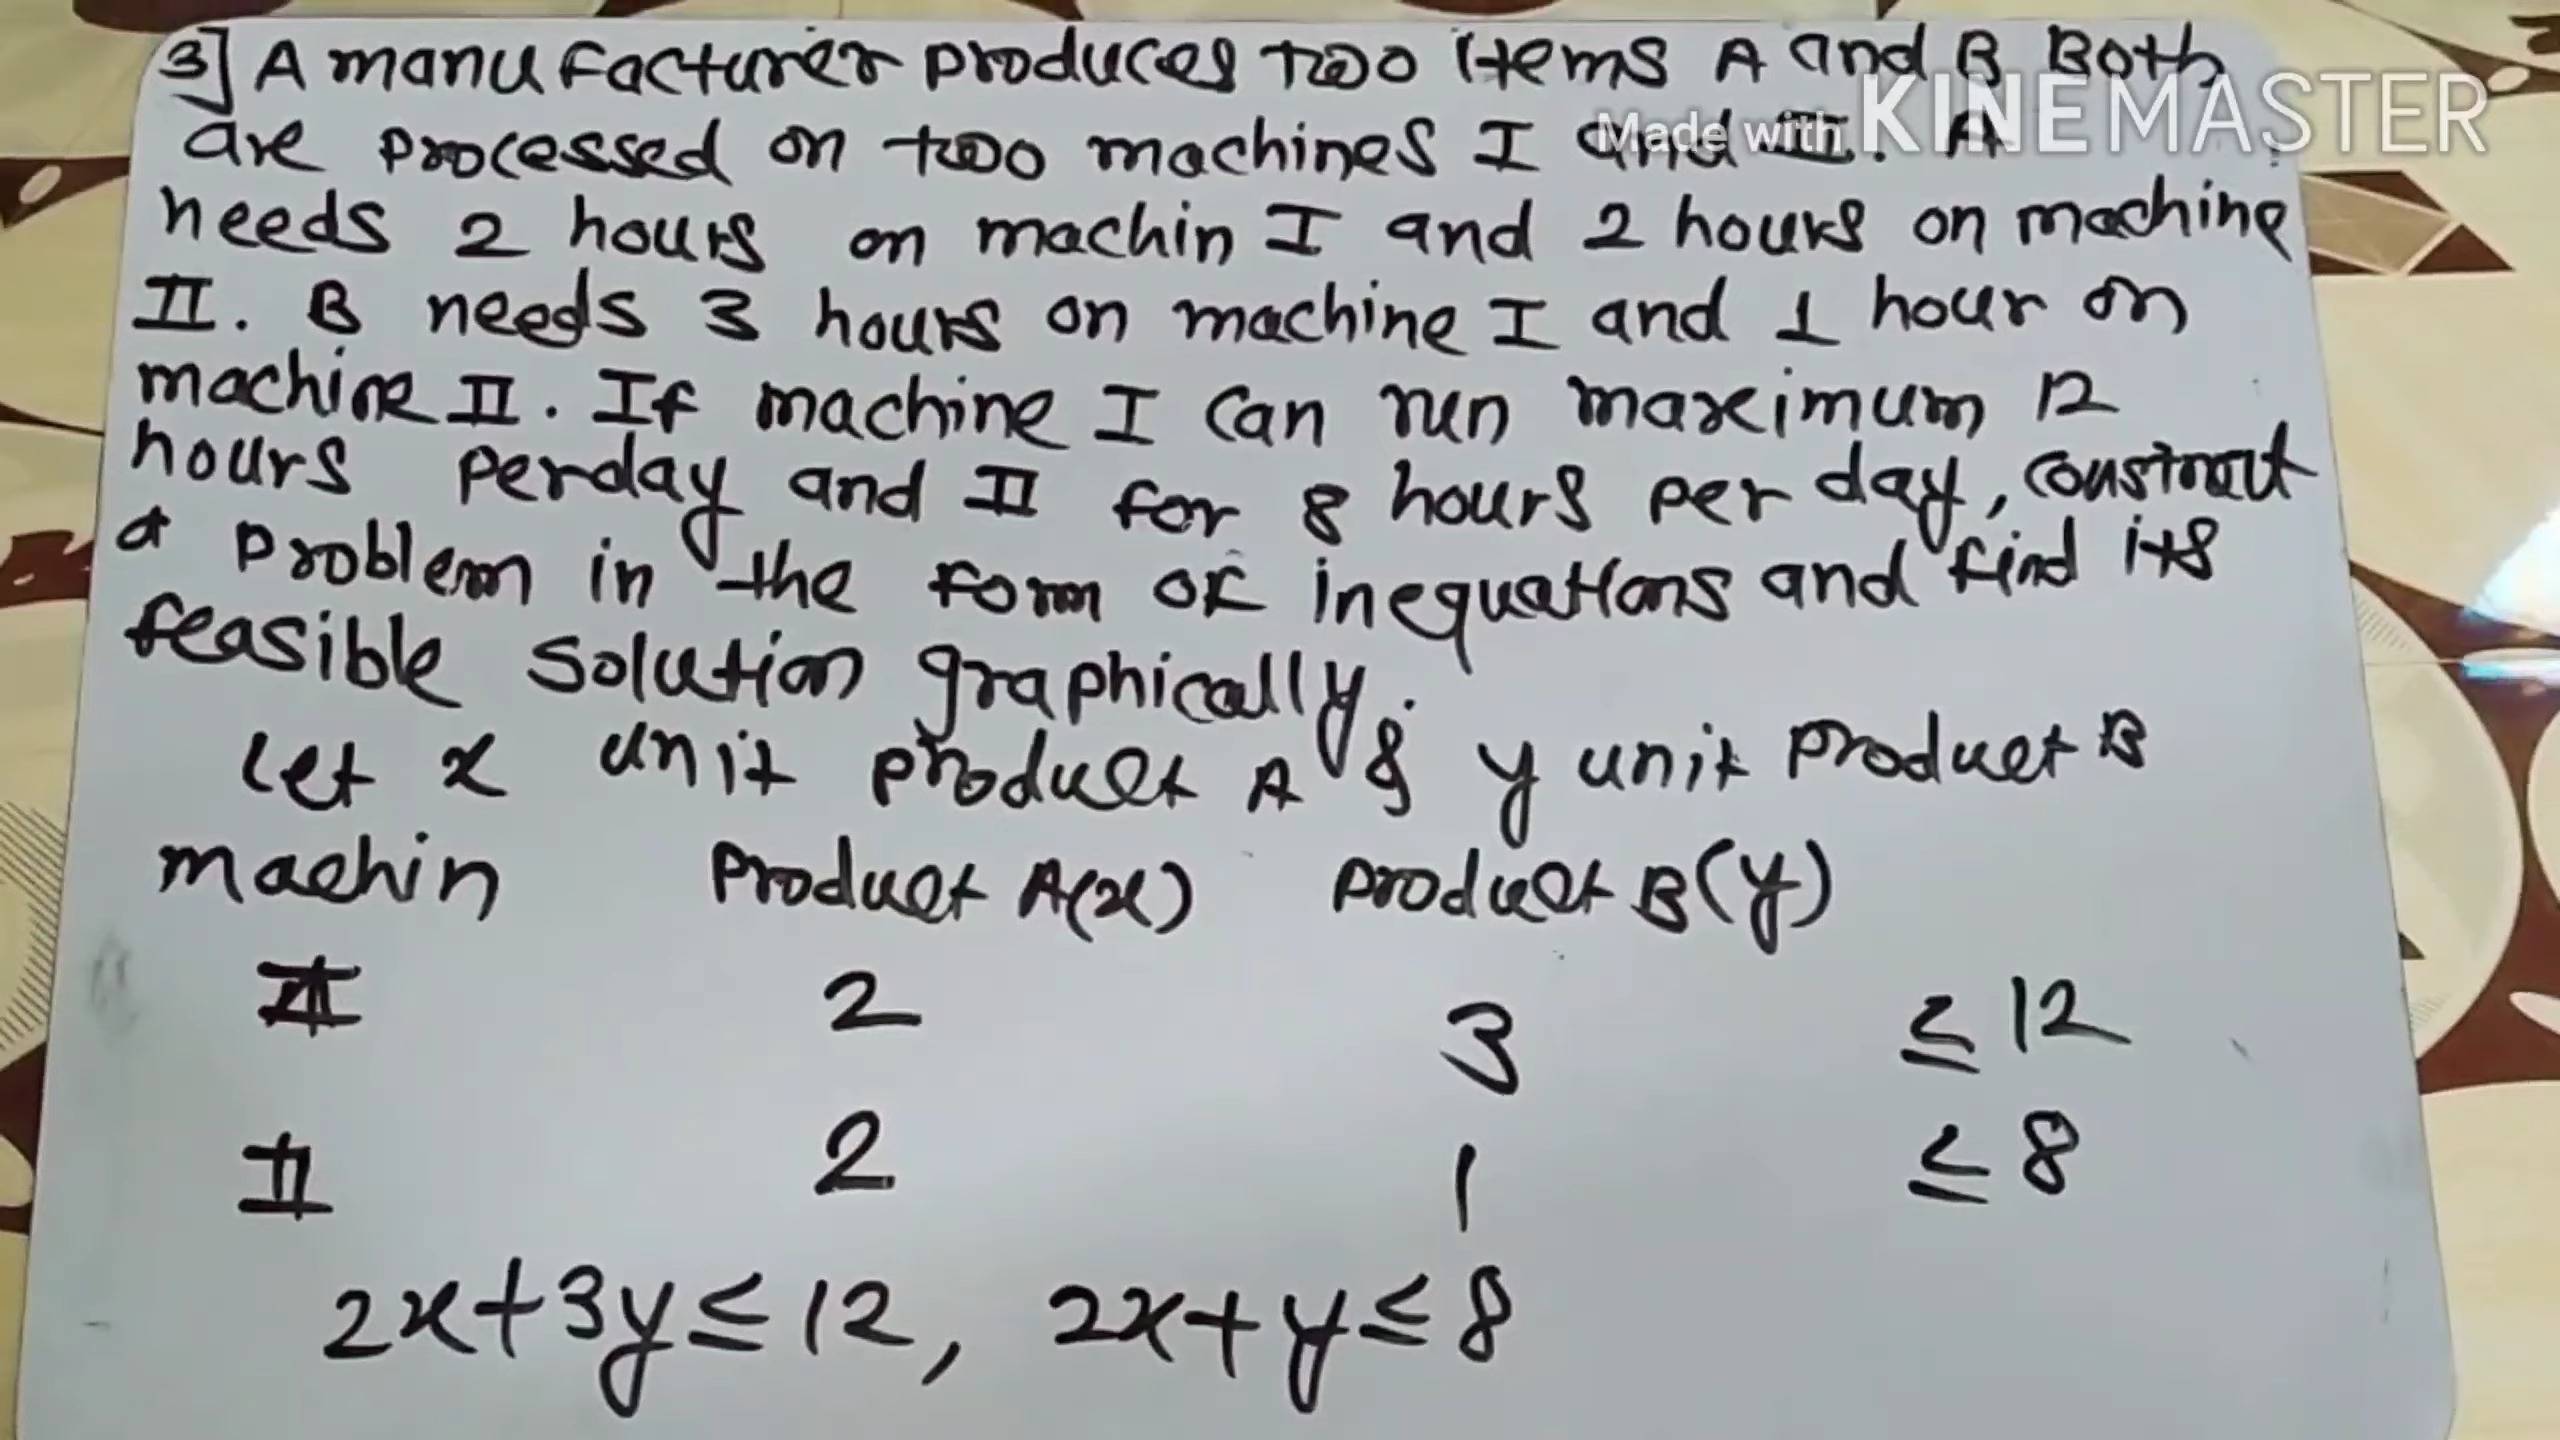 3] A manufacturer produces two items A and B Both
Made with KINEMASTER
are processed on two machines I and II. A
needs 2 hours on machin I and 2 hours on machine
II. B needs 3 hours on machine I and 1 hour on
machine II. If machine I can run maximum 12
hours perday and II for 8 hours per day, construct
a problem in the form of inequations and find its
feasible solution graphically.
Let x unit product A & y unit product B
machin product A(x) product B(y)
I 2 3 ≤ 12
II 2 1 ≤ 8
2x+3y≤12, 2x+y≤8